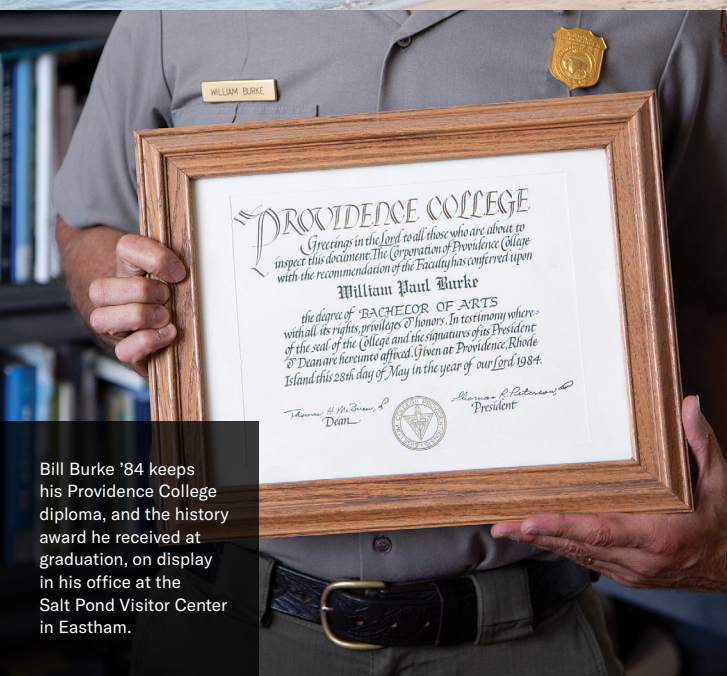 WILLIAM BURKE
PROVIDENCE COLLEGE
Greetings in the Lord to all those who are about to
inspect this document. The Corporation of Providence College
with the recommendation of the Faculty has conferred upon
William Paul Burke
the degree of BACHELOR OF ARTS
with all its rights, privileges & honors. In testimony where=
of the seal of the College and the signatures of its President
& Dean are hereunto affixed. Given at Providence, Rhode
Island this 28th day of May in the year of our Lord 1984.
Dean
President
Bill Burke ’84 keeps
his Providence College
diploma, and the history
award he received at
graduation, on display
in his office at the
Salt Pond Visitor Center
in Eastham.